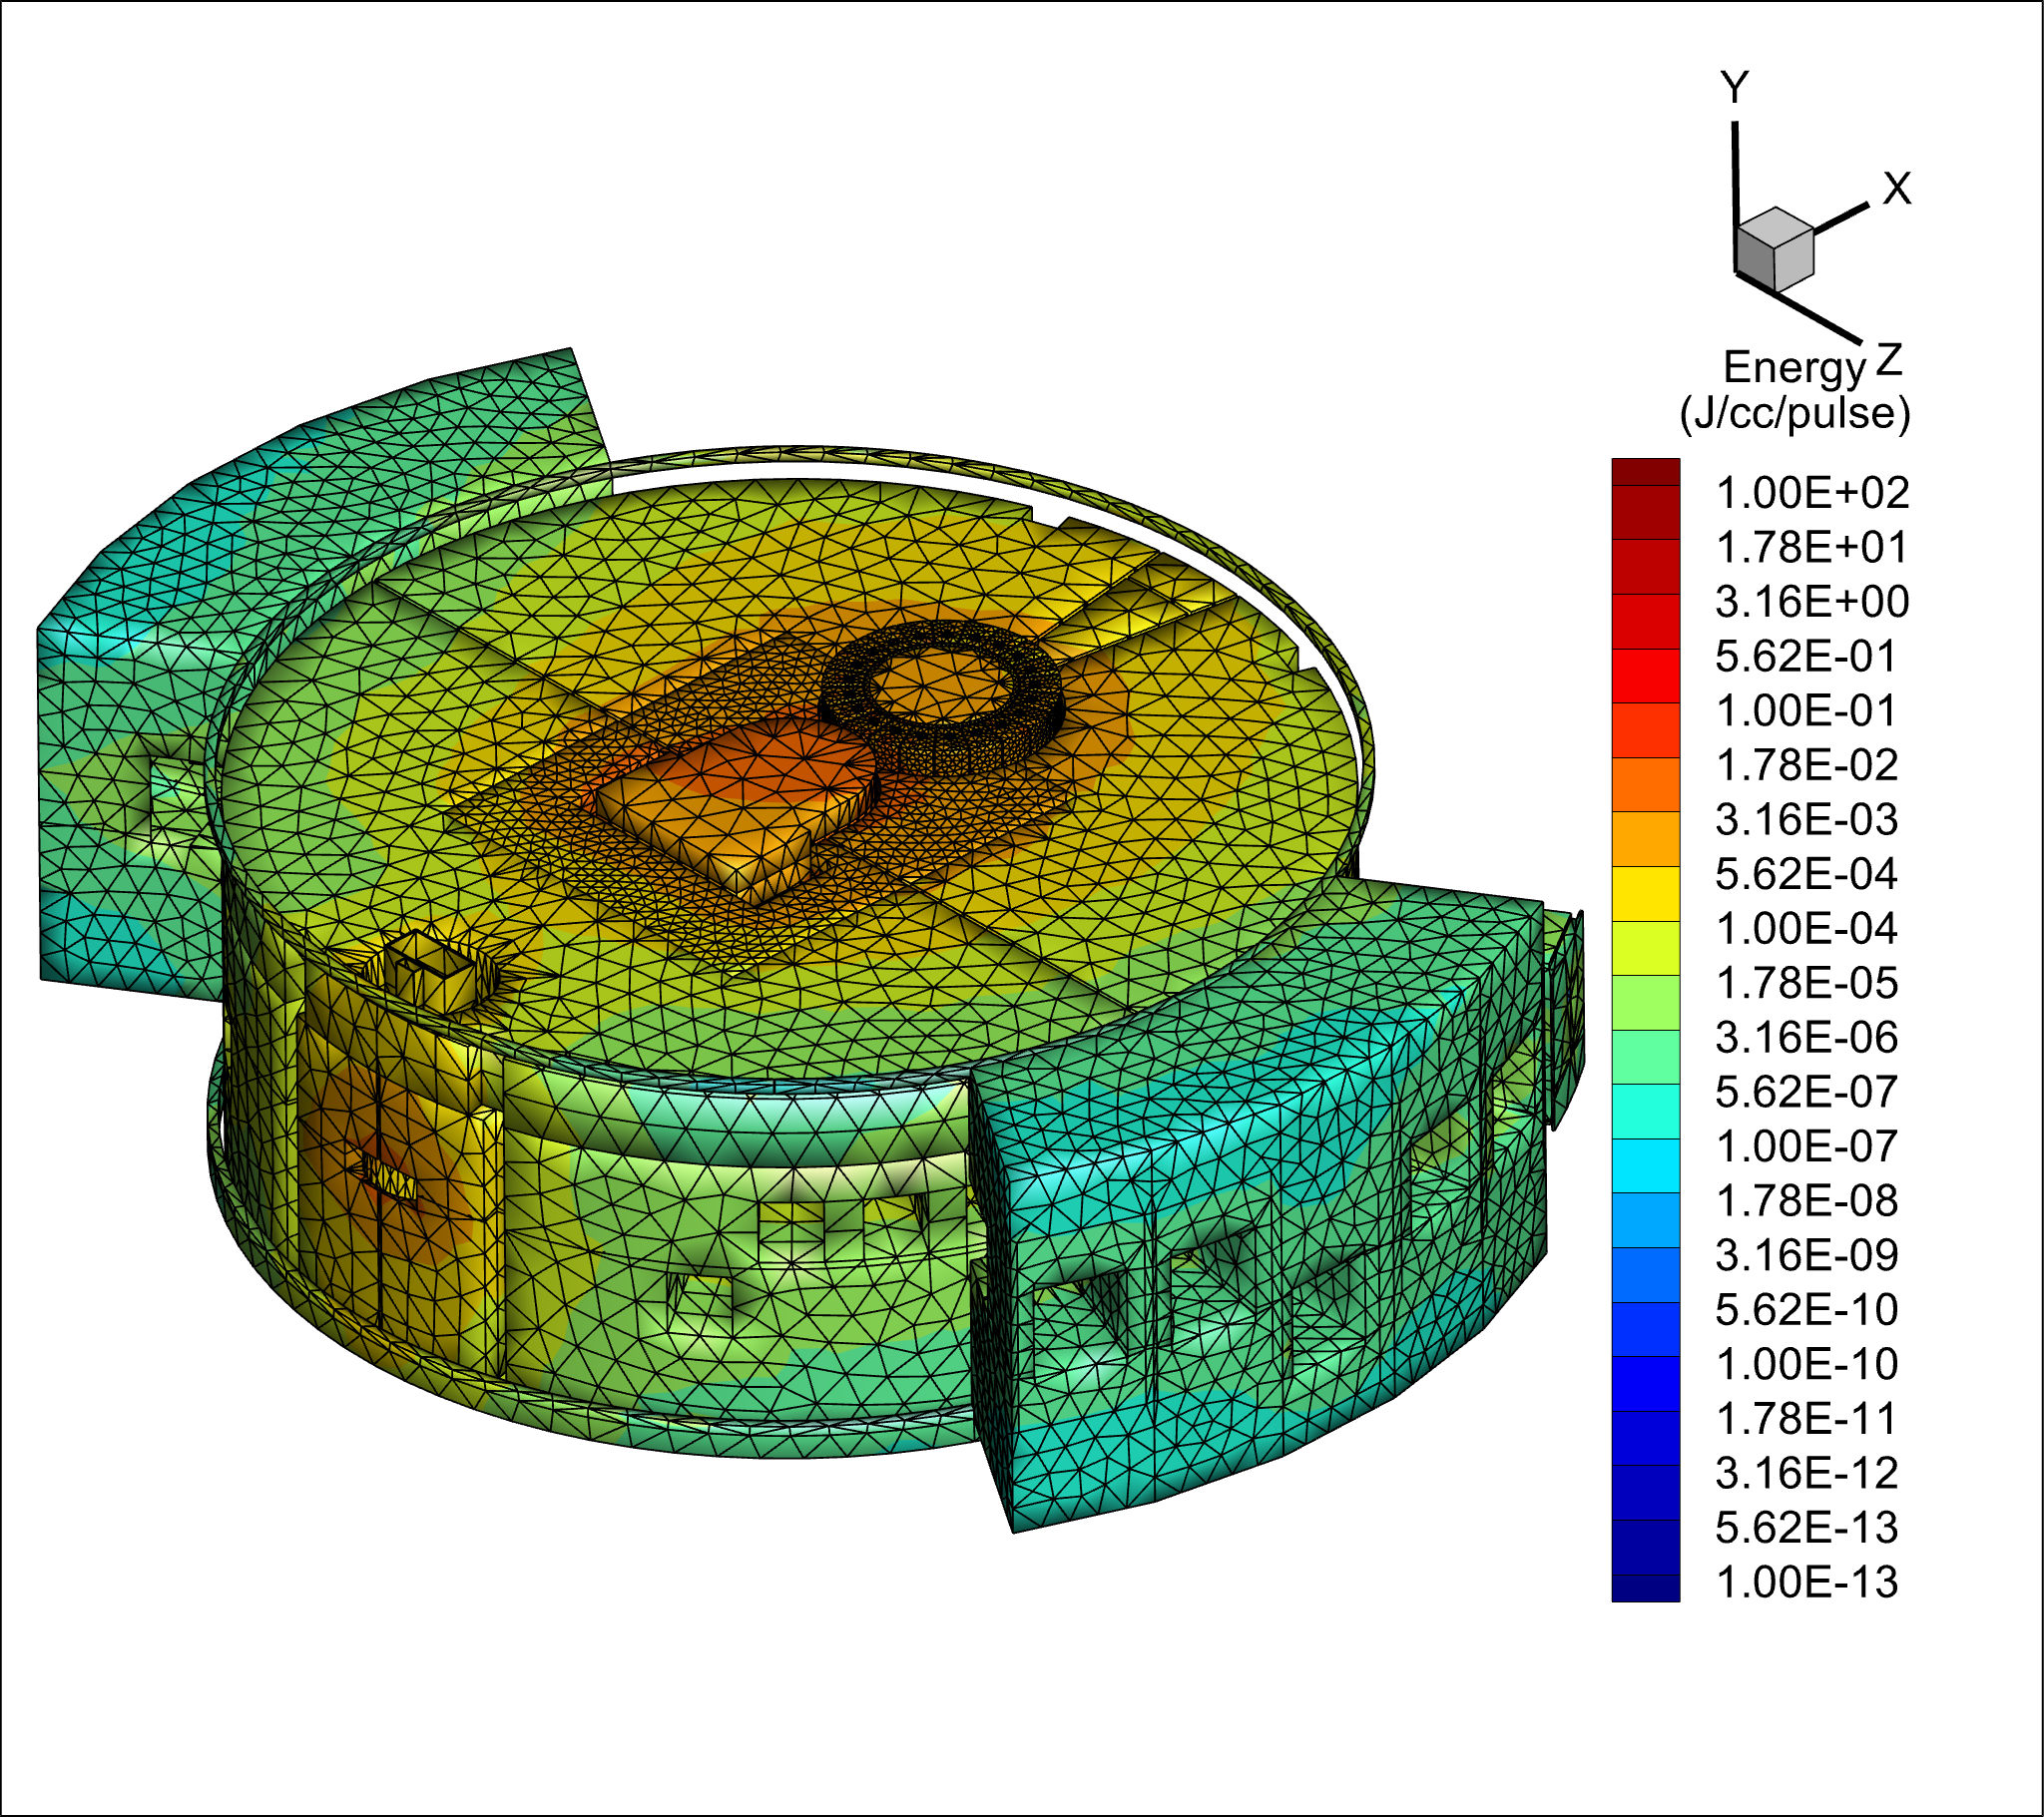 Y
X
Z
Energy
(J/cc/pulse)
1.00E+02
1.78E+01
3.16E+00
5.62E-01
1.00E-01
1.78E-02
3.16E-03
5.62E-04
1.00E-04
1.78E-05
3.16E-06
5.62E-07
1.00E-07
1.78E-08
3.16E-09
5.62E-10
1.00E-10
1.78E-11
3.16E-12
5.62E-13
1.00E-13